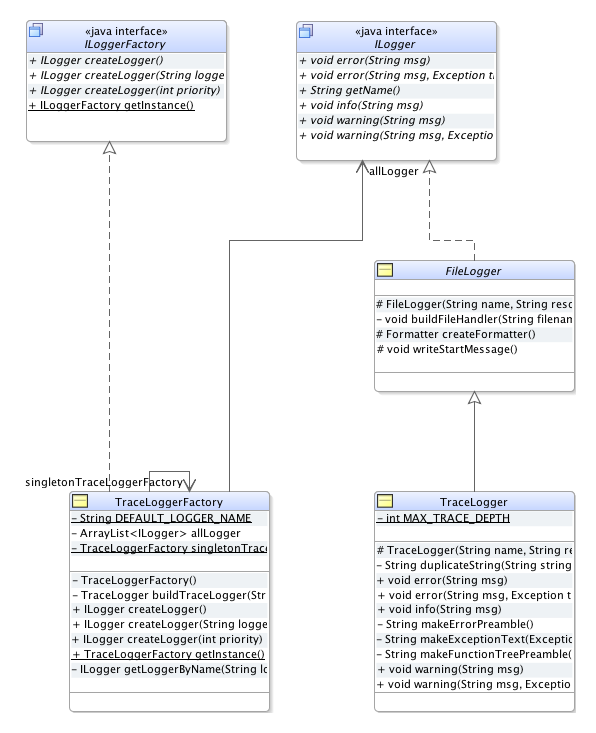 «java interface»
ILoggerFactory
+ ILogger createLogger()
+ ILogger createLogger(String logge
+ ILogger createLogger(int priority)
+ ILoggerFactory getInstance()
«java interface»
ILogger
+ void error(String msg)
+ void error(String msg, Exception t
+ String getName()
+ void info(String msg)
+ void warning(String msg)
+ void warning(String msg, Exceptio
allLogger
FileLogger
# FileLogger(String name, String reso
- void buildFileHandler(String filenam
# Formatter createFormatter()
# void writeStartMessage()
singletonTraceLoggerFactory
TraceLoggerFactory
- String DEFAULT_LOGGER_NAME
- ArrayList<ILogger> allLogger
- TraceLoggerFactory singletonTrace
- TraceLoggerFactory()
- TraceLogger buildTraceLogger(Str
+ ILogger createLogger()
+ ILogger createLogger(String logge
+ ILogger createLogger(int priority)
+ TraceLoggerFactory getInstance()
- ILogger getLoggerByName(String lo
TraceLogger
- int MAX_TRACE_DEPTH
# TraceLogger(String name, String re
- String duplicateString(String string
+ void error(String msg)
+ void error(String msg, Exception t
+ void info(String msg)
- String makeErrorPreamble()
- String makeExceptionText(Exceptio
- String makeFunctionTreePreamble(
+ void warning(String msg)
+ void warning(String msg, Exceptio